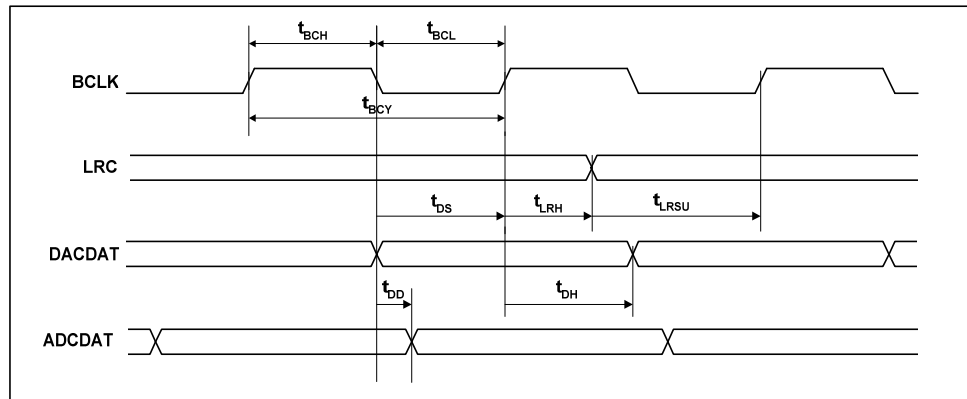 tBCH tBCL
BCLK
tBCY
LRC
tDS tLRH tLRSU
DACDAT
tDD tDH
ADCDAT